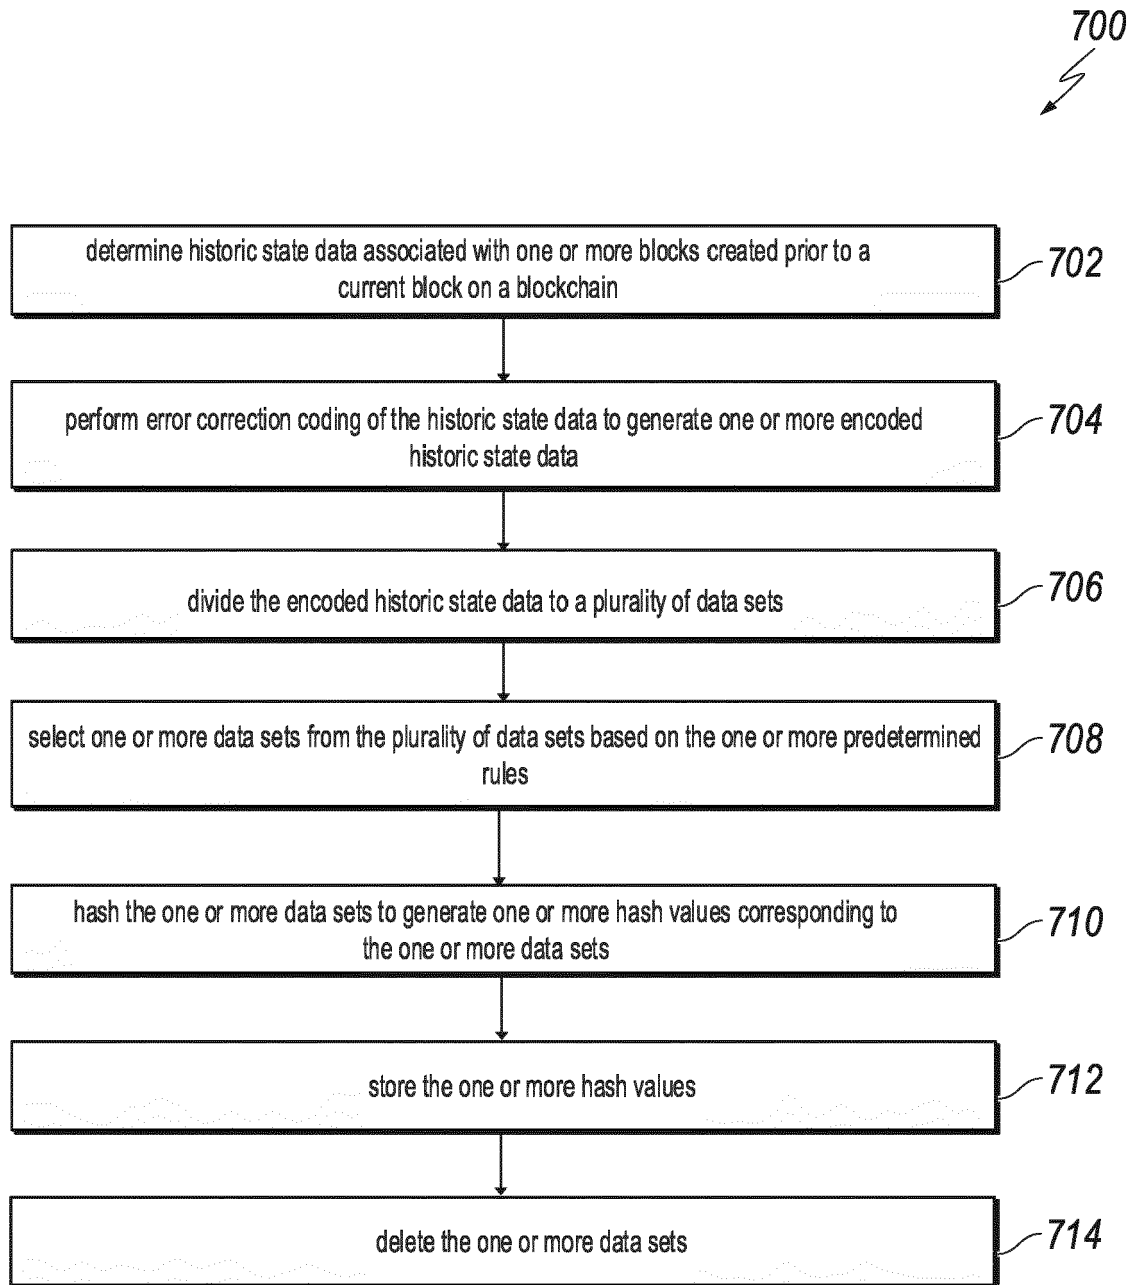 700
determine historic state data associated with one or more blocks created prior to a
current block on a blockchain
702
perform error correction coding of the historic state data to generate one or more encoded
historic state data
704
divide the encoded historic state data to a plurality of data sets
706
select one or more data sets from the plurality of data sets based on the one or more predetermined
rules
708
hash the one or more data sets to generate one or more hash values corresponding to
the one or more data sets
710
store the one or more hash values
712
delete the one or more data sets
714